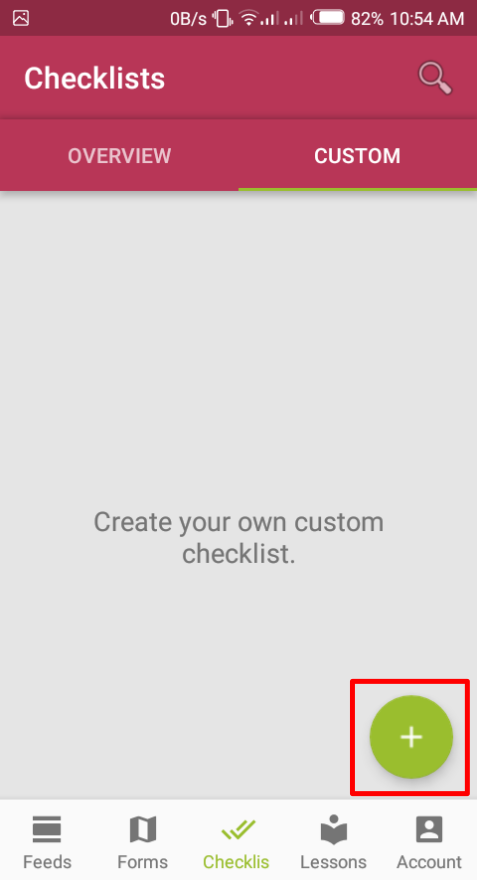 0B/s 82% 10:54 AM
Checklists
OVERVIEW CUSTOM
Create your own custom
checklist.
+
Feeds Forms Checklis Lessons Account